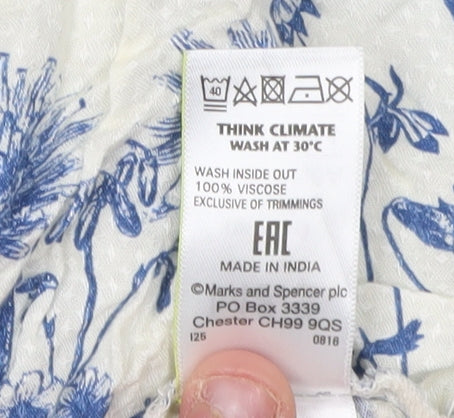 40
THINK CLIMATE
WASH AT 30°C
WASH INSIDE OUT
100% VISCOSE
EXCLUSIVE OF TRIMMINGS
EAC
MADE IN INDIA
©Marks and Spencer plc
PO Box 3339
Chester CH99 9QS
I25 0816